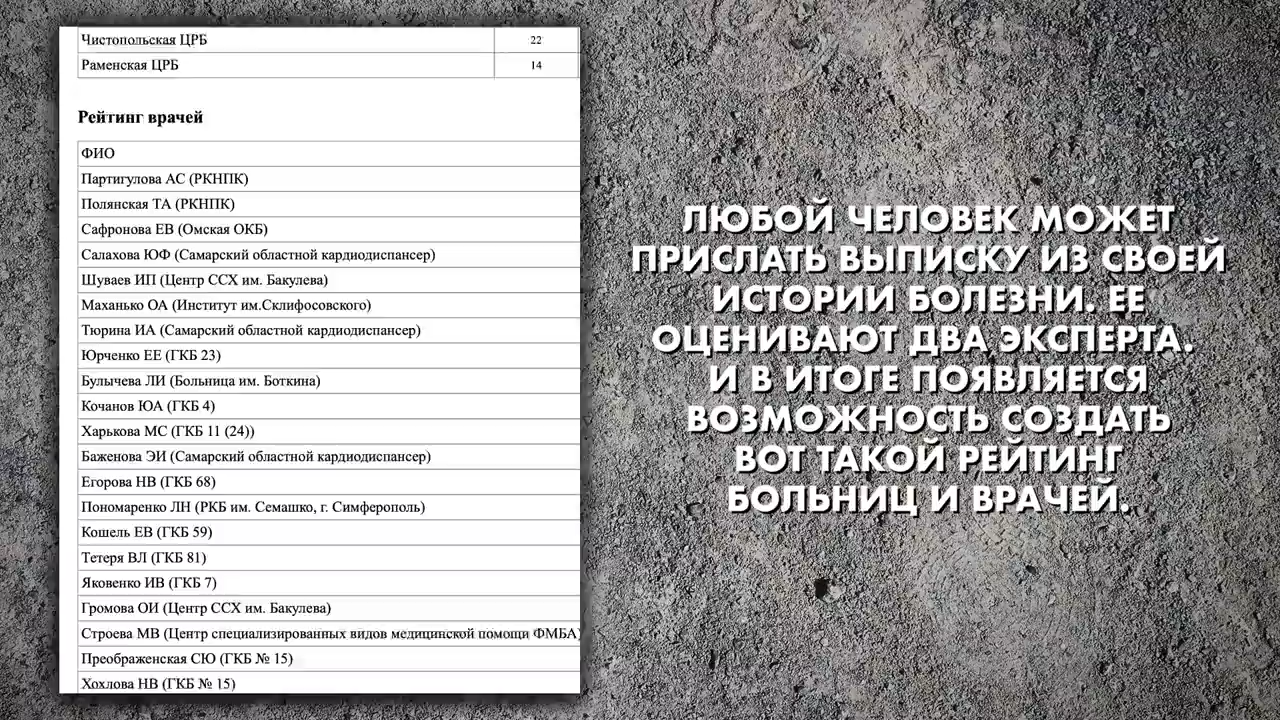 Чистопольская ЦРБ 22
Раменская ЦРБ 14
Рейтинг врачей
ФИО
Партигулова АС (РКНПК)
Полянская ТА (РКНПК)
Сафронова ЕВ (Омская ОКБ)
Салахова ЮФ (Самарский областной кардиодиспансер)
Шуваев ИП (Центр ССХ им. Бакулева)
Маханько ОА (Институт им.Склифосовского)
Тюрина ИА (Самарский областной кардиодиспансер)
Юрченко ЕЕ (ГКБ 23)
Булычева ЛИ (Больница им. Боткина)
Кочанов ЮА (ГКБ 4)
Харькова МС (ГКБ 11 (24))
Баженова ЭИ (Самарский областной кардиодиспансер)
Егорова НВ (ГКБ 68)
Пономаренко ЛН (РКБ им. Семашко, г. Симферополь)
Кошель ЕВ (ГКБ 59)
Тетеря ВЛ (ГКБ 81)
Яковенко ИВ (ГКБ 7)
Громова ОИ (Центр ССХ им. Бакулева)
Строева МВ (Центр специализированных видов медицинской помощи ФМБА)
Преображенская СЮ (ГКБ № 15)
Хохлова НВ (ГКБ № 15)
ЛЮБОЙ ЧЕЛОВЕК МОЖЕТ
ПРИСЛАТЬ ВЫПИСКУ ИЗ СВОЕЙ
ИСТОРИИ БОЛЕЗНИ. ЕЕ
ОЦЕНИВАЮТ ДВА ЭКСПЕРТА.
И В ИТОГЕ ПОЯВЛЯЕТСЯ
ВОЗМОЖНОСТЬ СОЗДАТЬ
ВОТ ТАКОЙ РЕЙТИНГ
БОЛЬНИЦ И ВРАЧЕЙ.